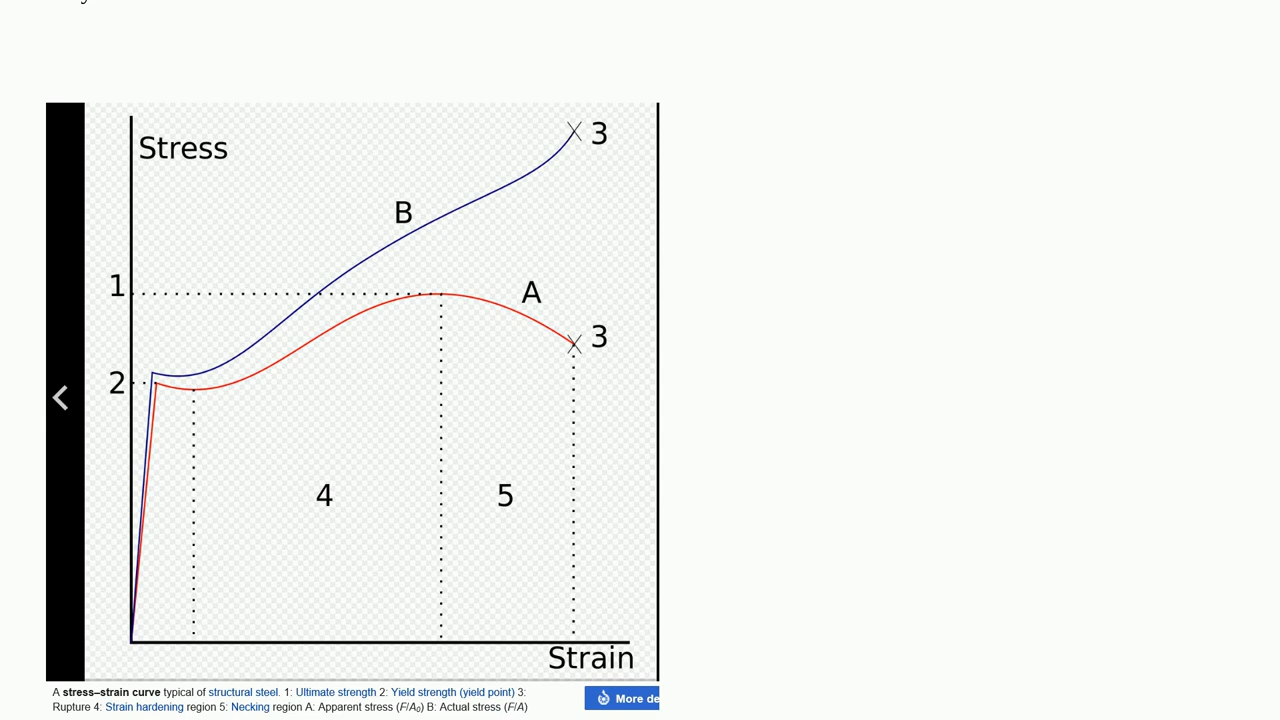 Stress
3
B
1
A
3
2
4
5
Strain
A stress–strain curve typical of structural steel. 1: Ultimate strength 2: Yield strength (yield point) 3:
Rupture 4: Strain hardening region 5: Necking region A: Apparent stress (F/A₀) B: Actual stress (F/A)
More de